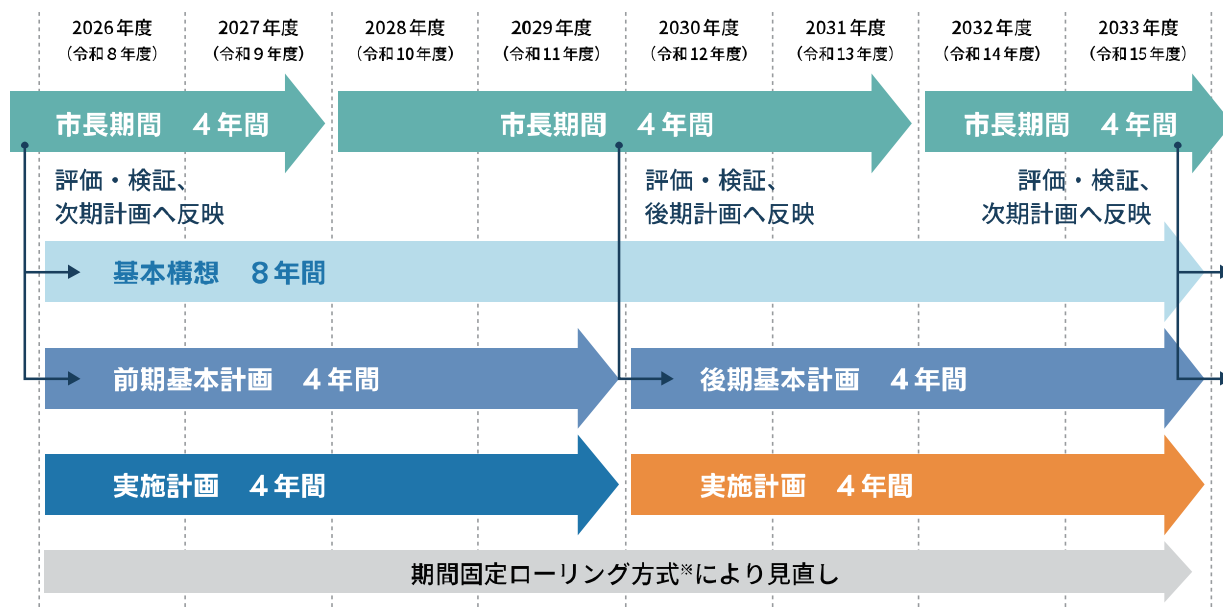 2026年度 2027年度 2028年度 2029年度 2030年度 2031年度 2032年度 2033年度
（令和8年度） （令和9年度） （令和10年度） （令和11年度） （令和12年度） （令和13年度） （令和14年度） （令和15年度）
市長期間　4年間 市長期間　4年間 市長期間　4年間
評価・検証、 評価・検証、 評価・検証、
次期計画へ反映 後期計画へ反映 次期計画へ反映
基本構想　8年間
前期基本計画　4年間 後期基本計画　4年間
実施計画　4年間 実施計画　4年間
期間固定ローリング方式※により見直し